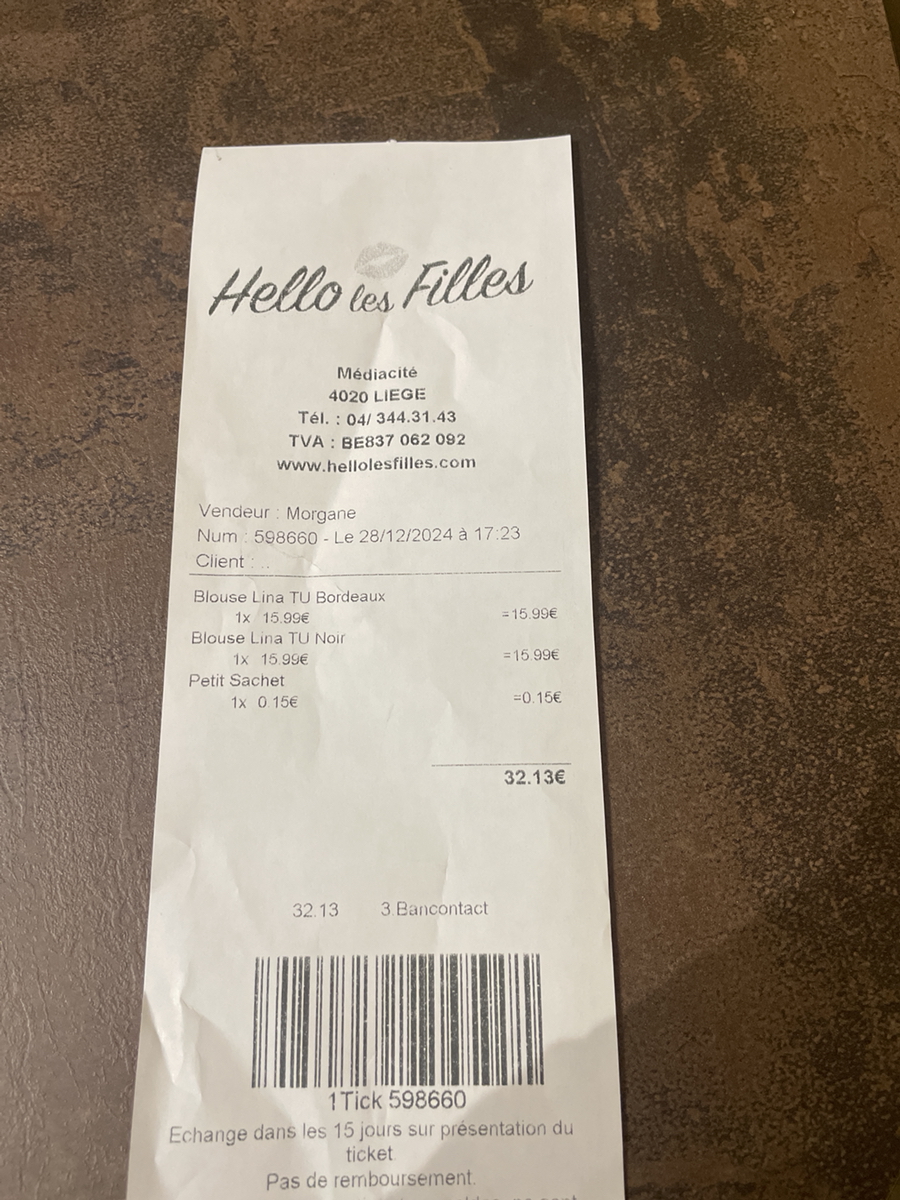 Hello les Filles
Médiacité
4020 LIEGE
Tél. : 04/ 344.31.43
TVA : BE837 062 092
www.hellolesfilles.com
Vendeur : Morgane
Num : 598660 - Le 28/12/2024 à 17:23
Client : ..
Blouse Lina TU Bordeaux
1x 15.99€ =15.99€
Blouse Lina TU Noir
1x 15.99€ =15.99€
Petit Sachet
1x 0.15€ =0.15€
32.13€
32.13 3.Bancontact
1Tick 598660
Echange dans les 15 jours sur présentation du
ticket
Pas de remboursement.